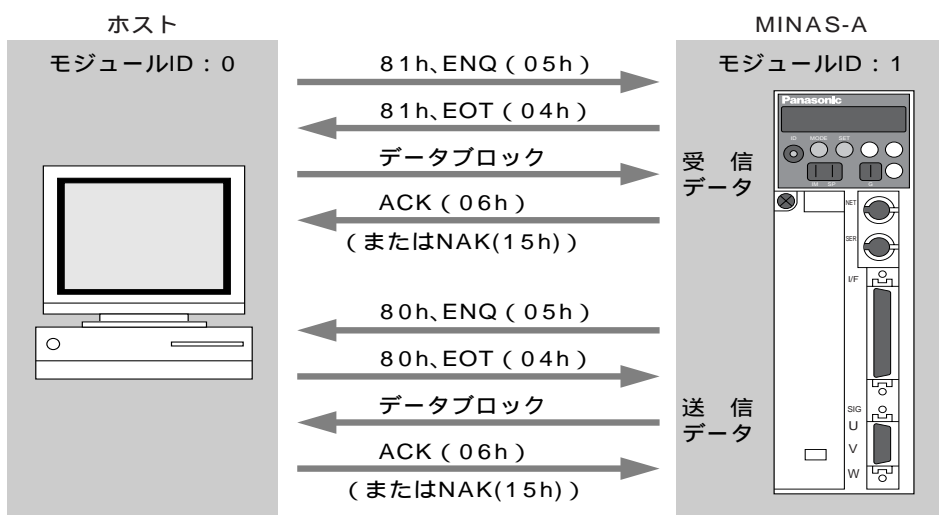 ホスト
MINAS-A
モジュールID：0
モジュールID：1
81h、ENQ（05h）
81h、EOT（04h）
データブロック
ACK（06h）
（またはNAK(15h)）
受　信
データ
80h、ENQ（05h）
80h、EOT（04h）
データブロック
ACK（06h）
（またはNAK(15h)）
送　信
データ
Panasonic
ID MODE SET
IM SP G
NET
SER
I/F
SIG
U
V
W